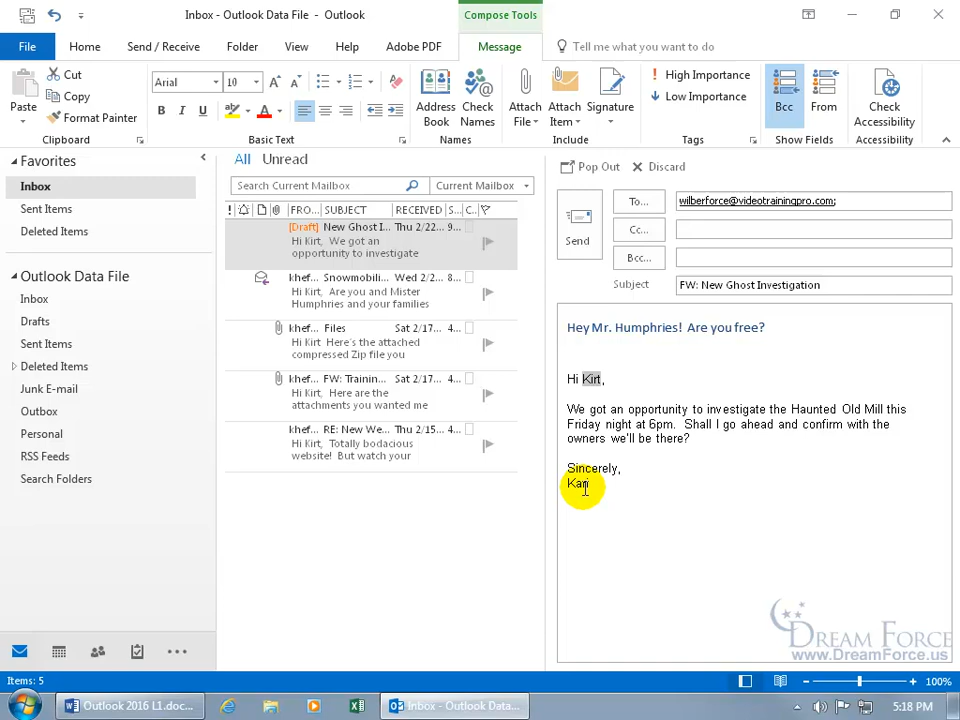 Inbox - Outlook Data File - Outlook
Compose Tools
File Home Send / Receive Folder View Help Adobe PDF Message Tell me what you want to do
Paste
Cut
Copy
Format Painter
Clipboard
Arial 10
B I U
Basic Text
Address Book
Check Names
Names
Attach File
Attach Item
Signature
Include
High Importance
Low Importance
Tags
Bcc
From
Show Fields
Check Accessibility
Accessibility
Favorites
Inbox
Sent Items
Deleted Items
Outlook Data File
Inbox
Drafts
Sent Items
Deleted Items
Junk E-mail
Outbox
Personal
RSS Feeds
Search Folders
All Unread
Search Current Mailbox Current Mailbox
! FRO... SUBJECT RECEIVED S... C...
[Draft] New Ghost I... Thu 2/22... 9...
Hi Kirt, We got an
opportunity to investigate
khef... Snowmobili... Wed 2/2... 8...
Hi Kirt, Are you and Mister
Humphries and your families
khef... Files Sat 2/17... 4...
Hi Kirt Here's the attached
compressed Zip file you
khef... FW: Trainin... Sat 2/17... 4...
Hi Kirt, Here are the
attachments you wanted me
khef... RE: New We... Thu 2/15... 4...
Hi Kirt, Totally bodacious
website! But watch your
Pop Out Discard
Send
To... wilberforce@videotrainingpro.com;
Cc...
Bcc...
Subject FW: New Ghost Investigation
Hey Mr. Humphries! Are you free?
Hi Kirt,
We got an opportunity to investigate the Haunted Old Mill this
Friday night at 6pm. Shall I go ahead and confirm with the
owners we'll be there?
Sincerely,
DREAM FORCE
www.DreamForce.us
Items: 5 100%
Outlook 2016 L1.doc... Inbox - Outlook Data... 5:18 PM